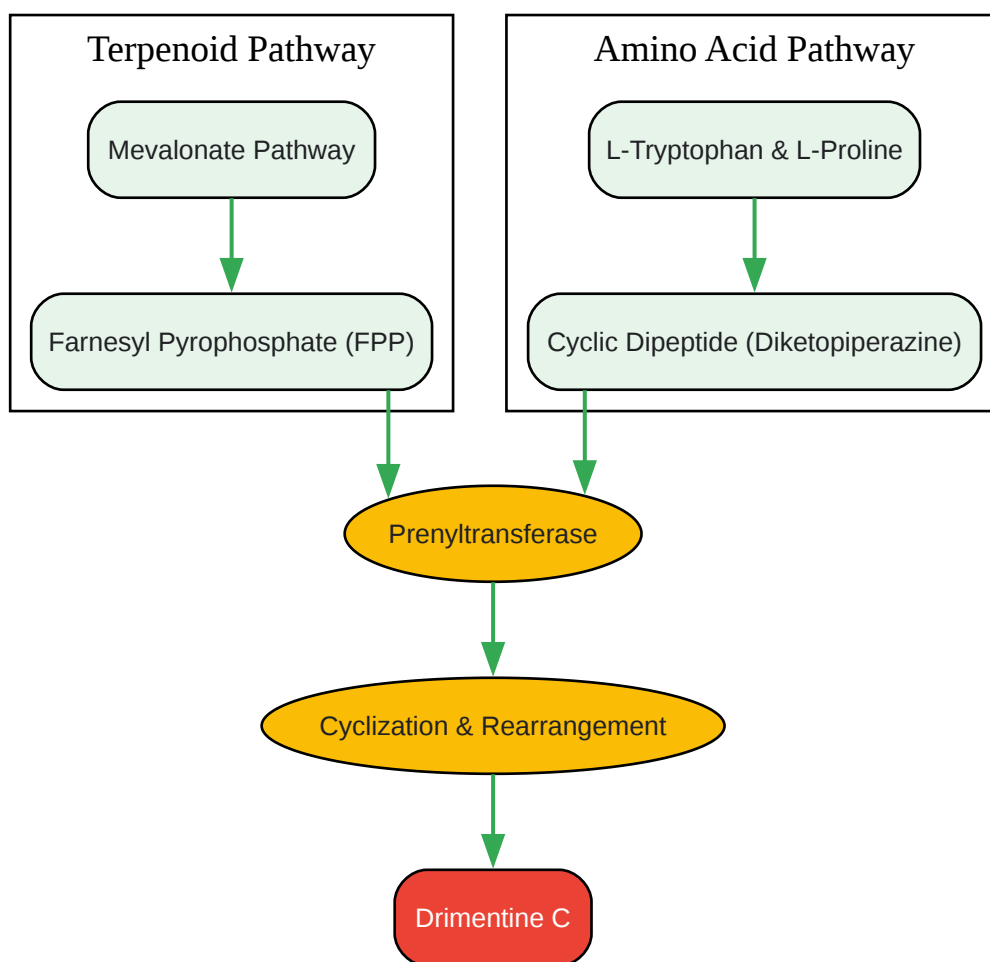 Terpenoid Pathway
Amino Acid Pathway
Mevalonate Pathway
L-Tryptophan & L-Proline
Farnesyl Pyrophosphate (FPP)
Cyclic Dipeptide (Diketopiperazine)
Prenyltransferase
Cyclization & Rearrangement
Drimentine C